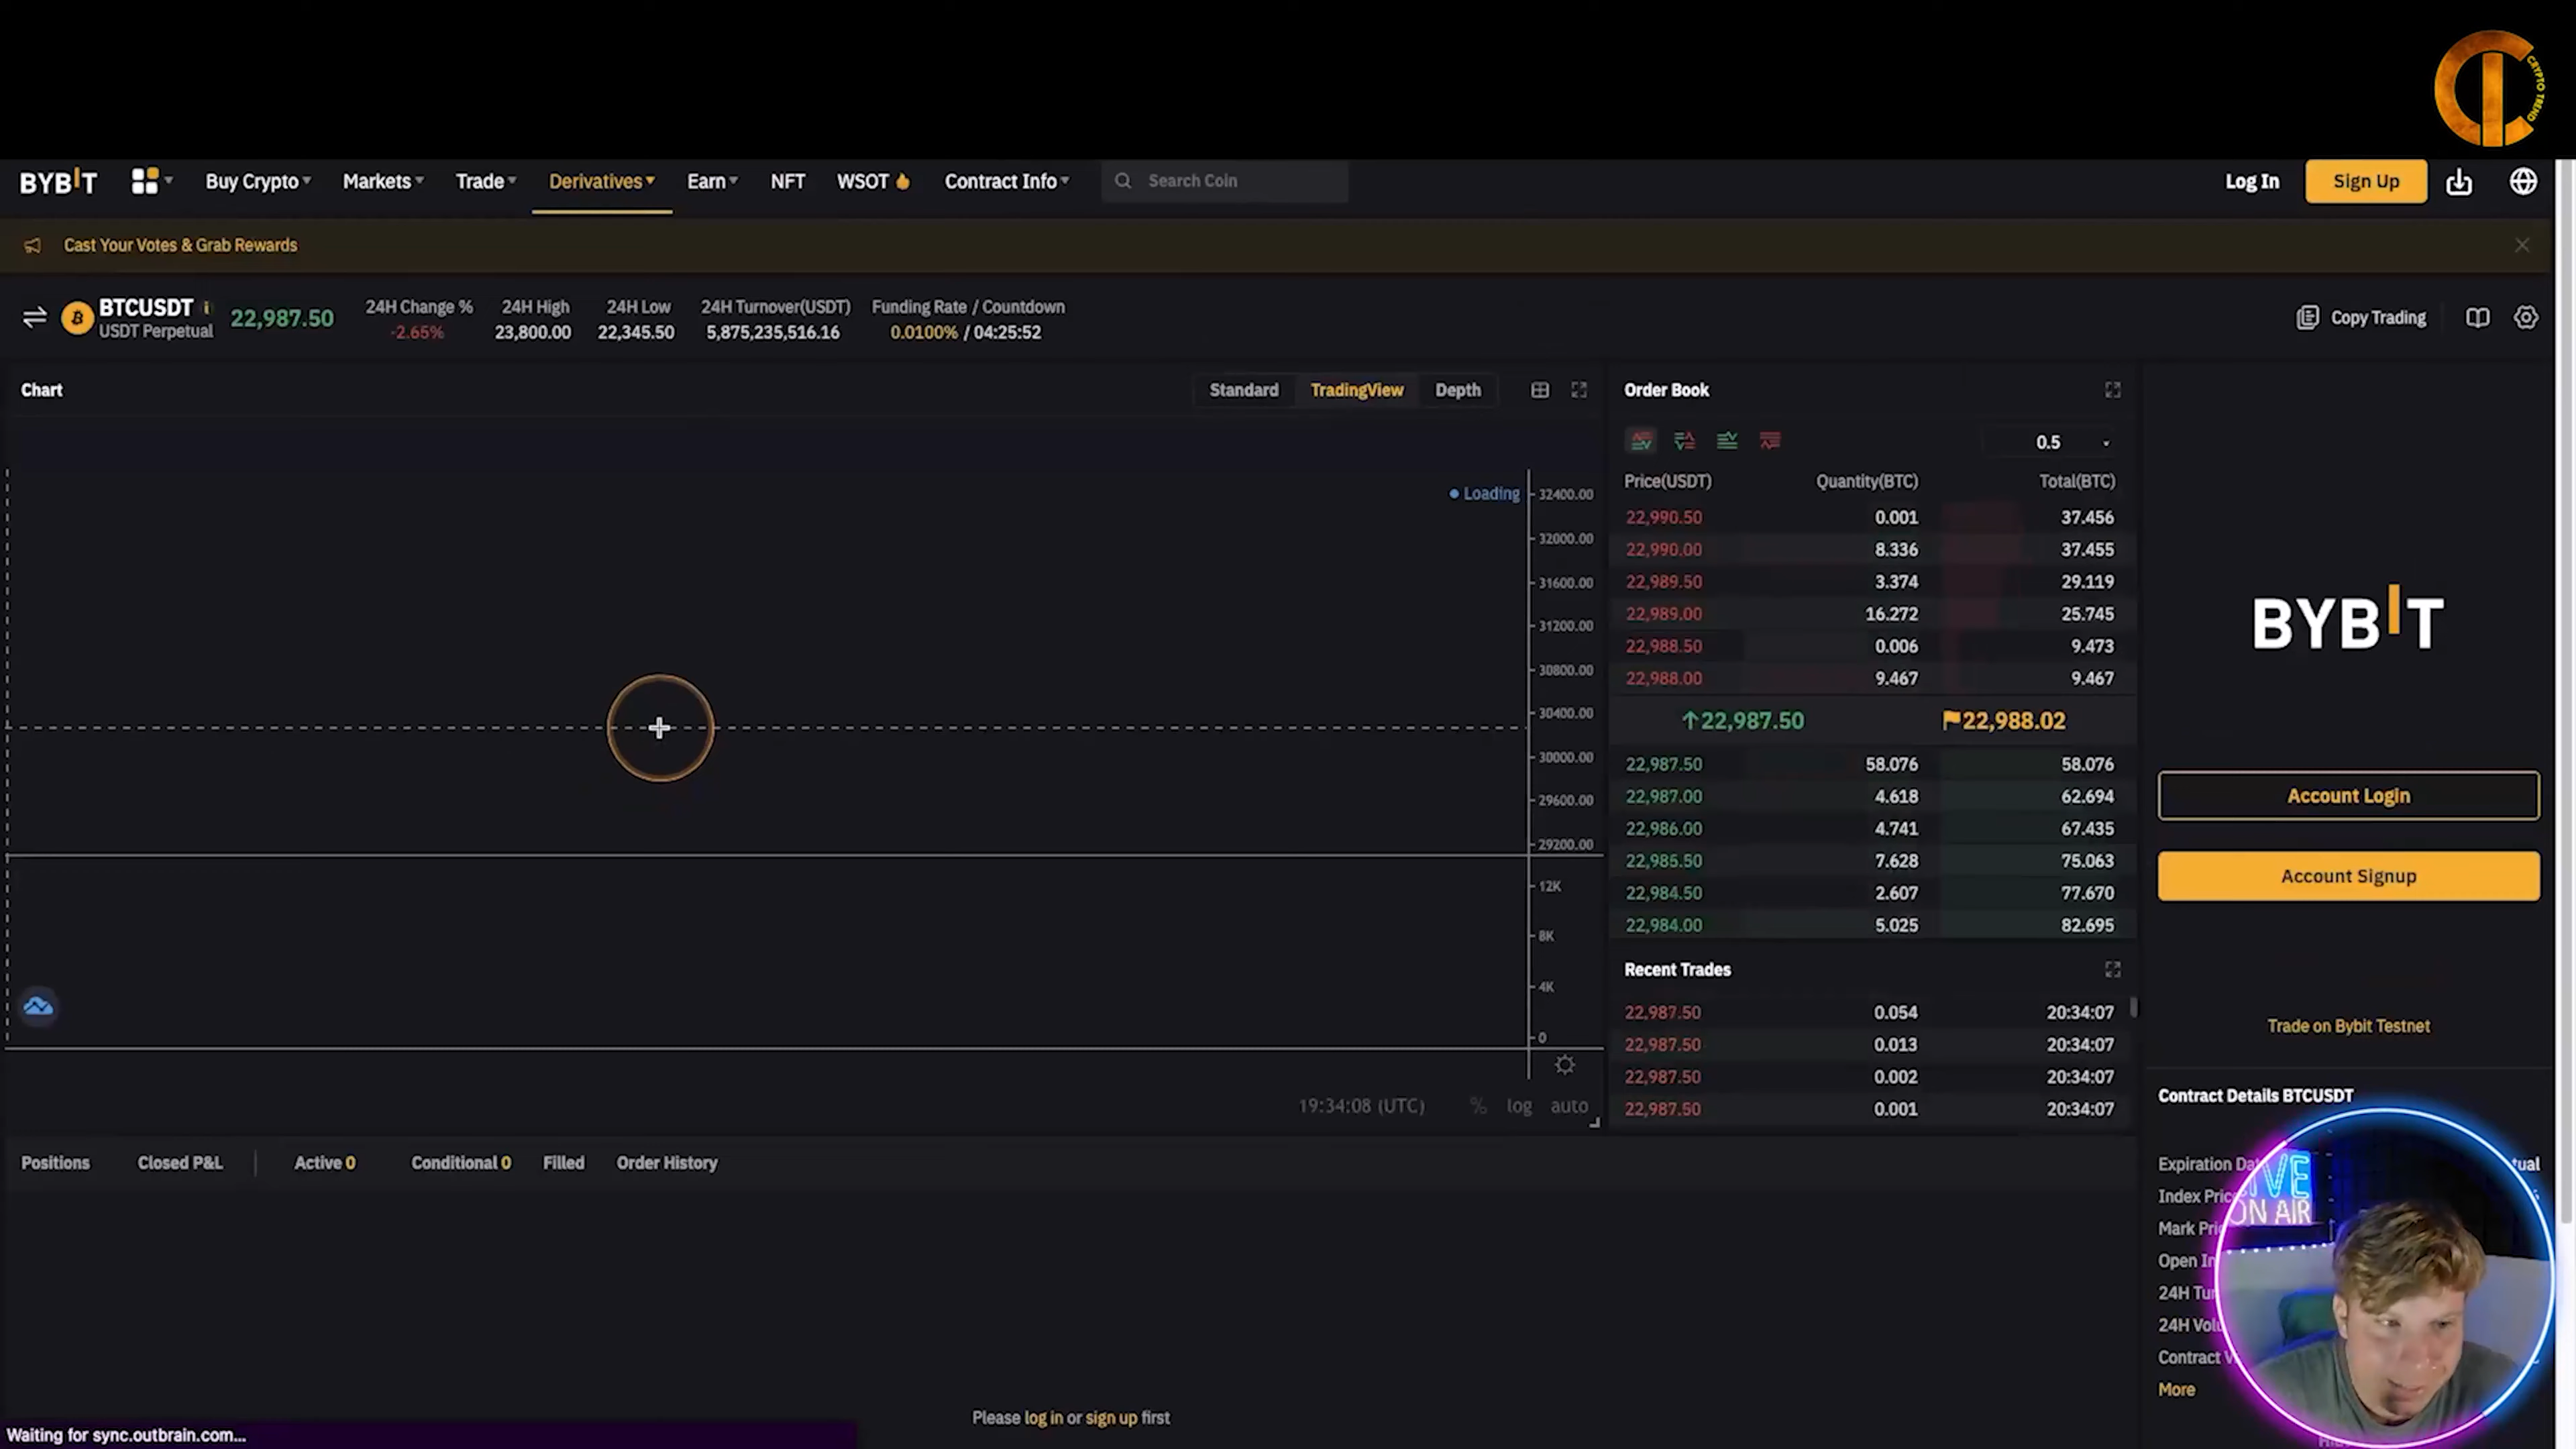 CRYPTO TREND
BYBIT Buy Crypto Markets Trade Derivatives Earn NFT WSOT Contract Info Search Coin Log In Sign Up
Cast Your Votes & Grab Rewards
BTCUSDT 22,987.50 24H Change % 24H High 24H Low 24H Turnover(USDT) Funding Rate / Countdown Copy Trading
USDT Perpetual -2.65% 23,800.00 22,345.50 5,875,235,516.16 0.0100% / 04:25:52
Chart Standard TradingView Depth
Loading
32400.00
32000.00
31600.00
31200.00
30800.00
30400.00
30000.00
29600.00
29200.00
12K
8K
4K
0
19:34:08 (UTC) % log auto
Order Book
0.5
Price(USDT) Quantity(BTC) Total(BTC)
22,990.50 0.001 37.456
22,990.00 8.336 37.455
22,989.50 3.374 29.119
22,989.00 16.272 25.745
22,988.50 0.006 9.473
22,988.00 9.467 9.467
22,987.50 22,988.02
22,987.50 58.076 58.076
22,987.00 4.618 62.694
22,986.00 4.741 67.435
22,985.50 7.628 75.063
22,984.50 2.607 77.670
22,984.00 5.025 82.695
Recent Trades
22,987.50 0.054 20:34:07
22,987.50 0.013 20:34:07
22,987.50 0.002 20:34:07
22,987.50 0.001 20:34:07
BYBIT
Account Login
Account Signup
Trade on Bybit Testnet
Contract Details BTCUSDT
Expiration
Index
Mark
Open
24H
24H
Contract
More
ON AIR
Positions Closed P&L Active 0 Conditional 0 Filled Order History
Please log in or sign up first
Waiting for sync.outbrain.com...